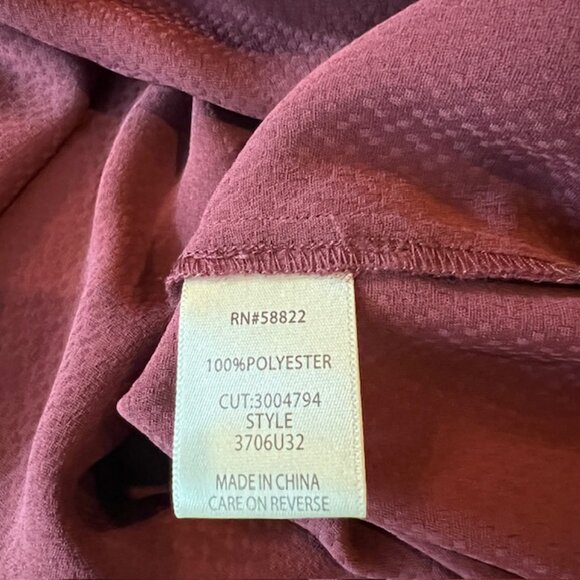 RN#58822
100%POLYESTER
CUT:3004794
STYLE
3706U32
MADE IN CHINA
CARE ON REVERSE